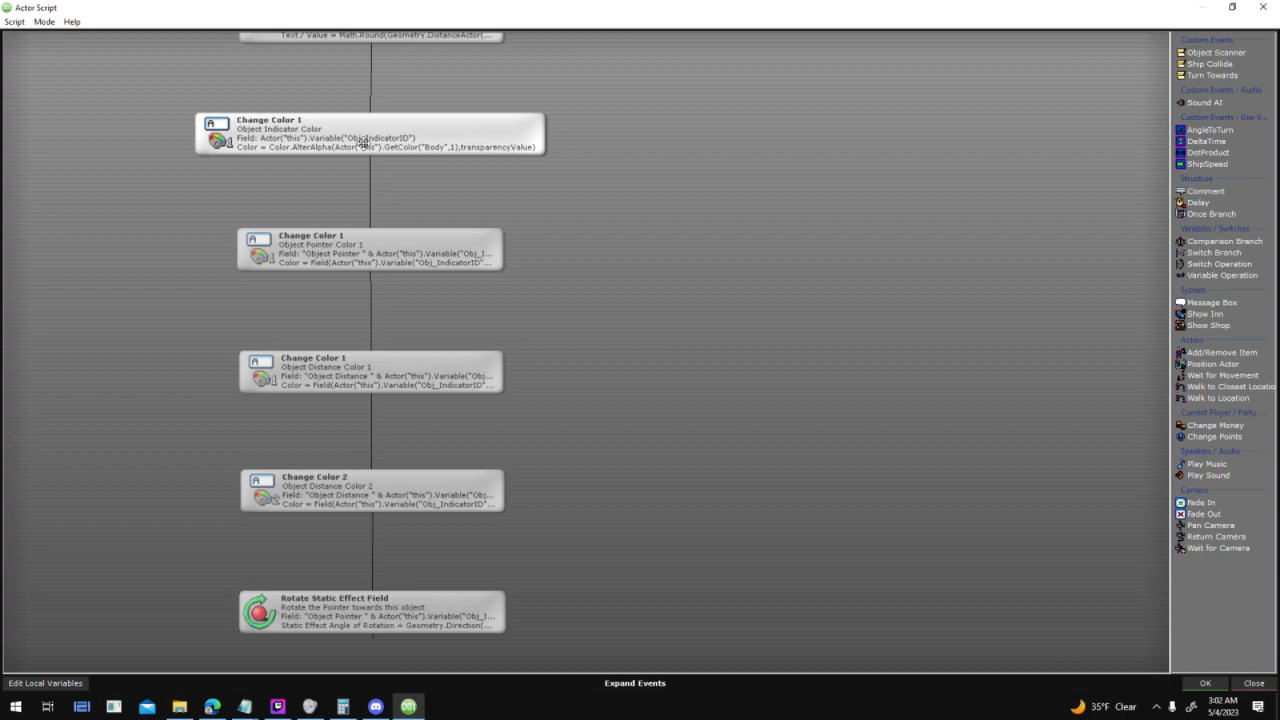 Actor Script
Script Mode Help
Text / Value = Math.Round(Geometry.DistanceActor(...
Change Color 1
Object Indicator Color
Field: Actor("this").Variable("ObjIndicatorID")
Color = Color.AlterAlpha(Actor("this").GetColor("Body",1),transparencyValue)
Change Color 1
Object Pointer Color 1
Field: "Object Pointer " & Actor("this").Variable("Obj_I...
Color = Field(Actor("this").Variable("Obj_IndicatorID"...
Change Color 1
Object Distance Color 1
Field: "Object Distance " & Actor("this").Variable("Obj...
Color = Field(Actor("this").Variable("Obj_IndicatorID"...
Change Color 2
Object Distance Color 2
Field: "Object Distance " & Actor("this").Variable("Obj...
Color = Field(Actor("this").Variable("Obj_IndicatorID"...
Rotate Static Effect Field
Rotate the Pointer towards this object
Field: "Object Pointer " & Actor("this").Variable("Obj_I...
Static Effect Angle of Rotation = Geometry.Direction(...
Custom Events
Object Scanner
Ship Collide
Turn Towards
Custom Events - Audio
Sound AI
Custom Events - Use-V...
AngleToTurn
DeltaTime
DotProduct
ShipSpeed
Structure
Comment
Delay
Once Branch
Variables / Switches
Comparison Branch
Switch Branch
Switch Operation
Variable Operation
System
Message Box
Show Inn
Show Shop
Actors
Add/Remove Item
Position Actor
Wait for Movement
Walk to Closest Locatio
Walk to Location
Current Player / Party
Change Money
Change Points
Speakers / Audio
Play Music
Play Sound
Camera
Fade In
Fade Out
Pan Camera
Return Camera
Wait for Camera
Edit Local Variables
Expand Events
OK
Close
35°F Clear
3:02 AM
5/4/2023